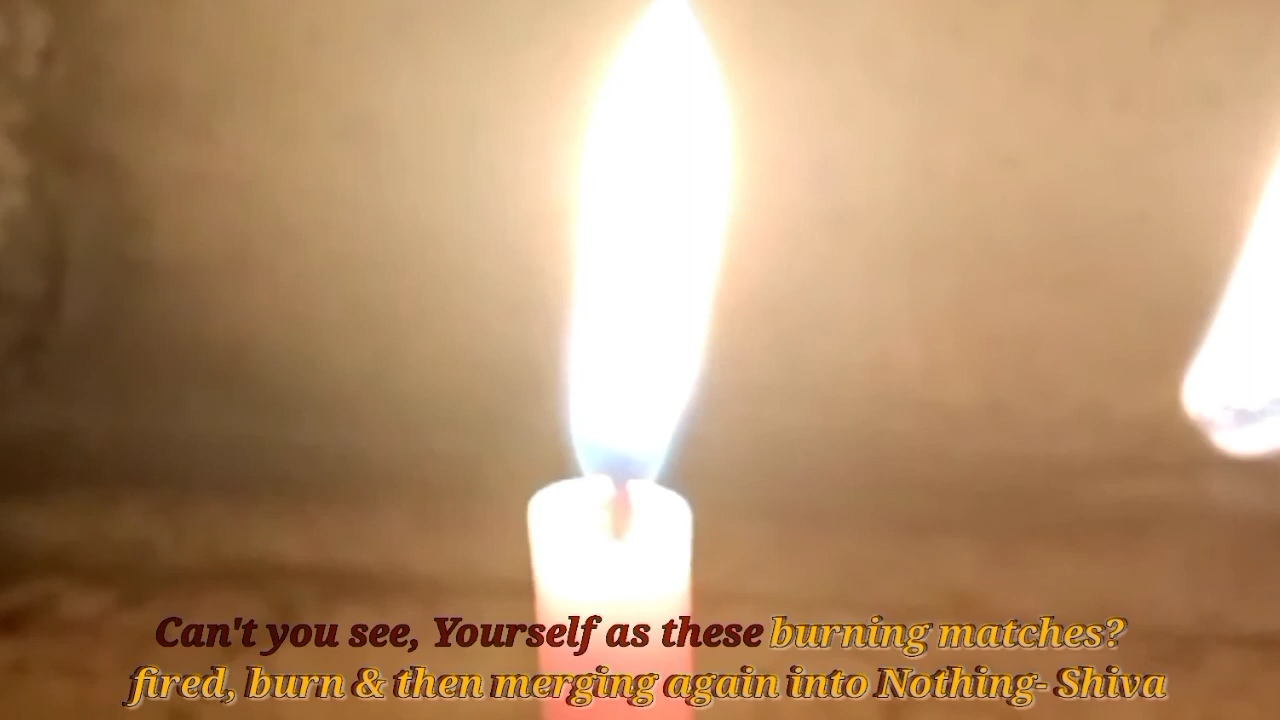 Can't you see, Yourself as these burning matches?
fired, burn & then merging again into Nothing- Shiva